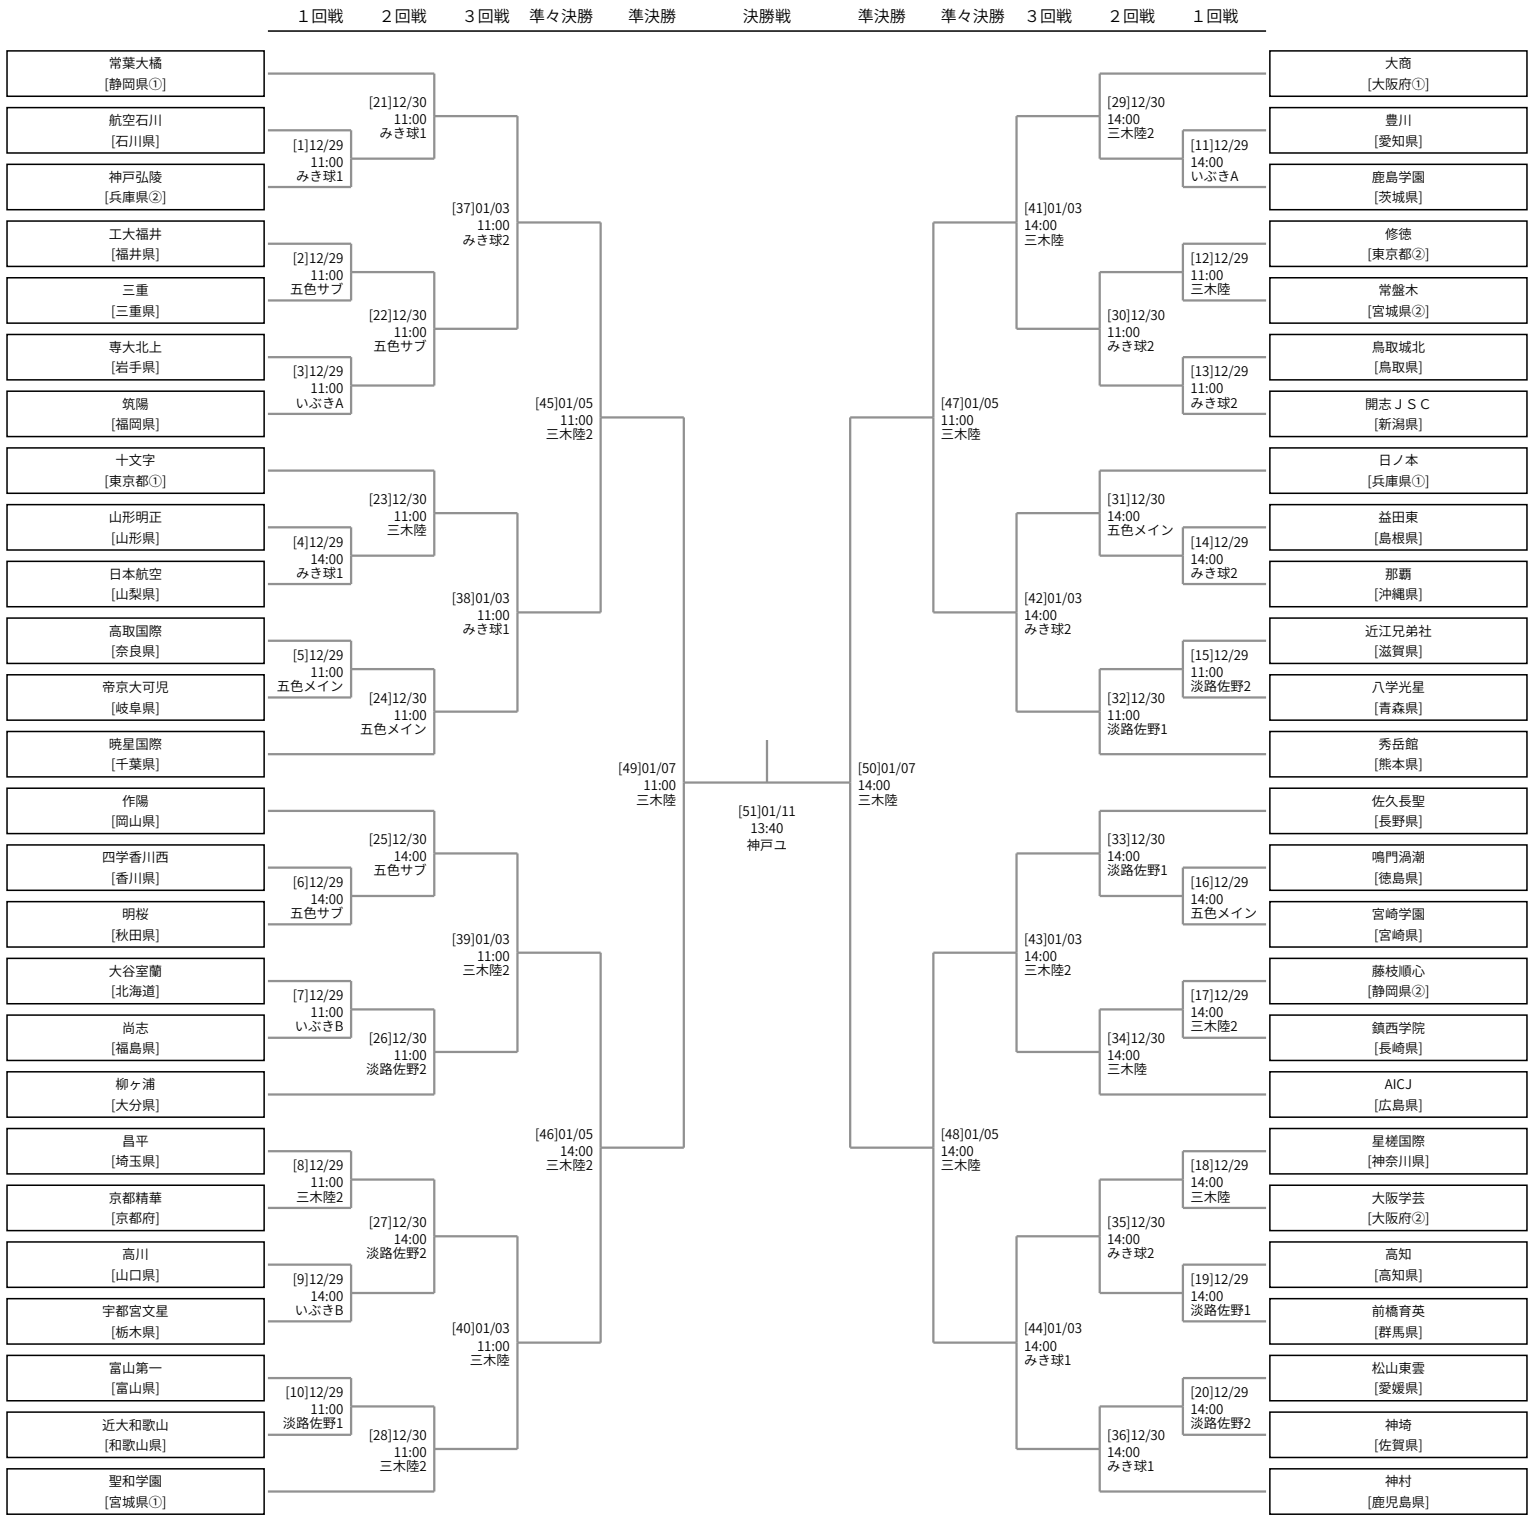 １回戦
２回戦
３回戦
準々決勝
準決勝
決勝戦
準決勝
準々決勝
３回戦
２回戦
１回戦
常葉大橘
[静岡県①]
航空石川
[石川県]
神戸弘陵
[兵庫県②]
工大福井
[福井県]
三重
[三重県]
専大北上
[岩手県]
筑陽
[福岡県]
十文字
[東京都①]
山形明正
[山形県]
日本航空
[山梨県]
高取国際
[奈良県]
帝京大可児
[岐阜県]
暁星国際
[千葉県]
作陽
[岡山県]
四学香川西
[香川県]
明桜
[秋田県]
大谷室蘭
[北海道]
尚志
[福島県]
柳ヶ浦
[大分県]
昌平
[埼玉県]
京都精華
[京都府]
高川
[山口県]
宇都宮文星
[栃木県]
富山第一
[富山県]
近大和歌山
[和歌山県]
聖和学園
[宮城県①]
[1]12/29
11:00
みき球1
[2]12/29
11:00
五色サブ
[3]12/29
11:00
いぶきA
[4]12/29
14:00
みき球1
[5]12/29
11:00
五色メイン
[6]12/29
14:00
五色サブ
[7]12/29
11:00
いぶきB
[8]12/29
11:00
三木陸2
[9]12/29
14:00
いぶきB
[10]12/29
11:00
淡路佐野1
[21]12/30
11:00
みき球1
[22]12/30
11:00
五色サブ
[23]12/30
11:00
三木陸
[24]12/30
11:00
五色メイン
[25]12/30
14:00
五色サブ
[26]12/30
11:00
淡路佐野2
[27]12/30
14:00
淡路佐野2
[28]12/30
11:00
三木陸2
[37]01/03
11:00
みき球2
[38]01/03
11:00
みき球1
[39]01/03
11:00
三木陸2
[40]01/03
11:00
三木陸
[45]01/05
11:00
三木陸2
[46]01/05
14:00
三木陸2
[49]01/07
11:00
三木陸
[51]01/11
13:40
神戸ユ
[50]01/07
14:00
三木陸
[47]01/05
11:00
三木陸
[48]01/05
14:00
三木陸
[41]01/03
14:00
三木陸
[42]01/03
14:00
みき球2
[43]01/03
14:00
三木陸2
[44]01/03
14:00
みき球1
[29]12/30
14:00
三木陸2
[30]12/30
11:00
みき球2
[31]12/30
14:00
五色メイン
[32]12/30
11:00
淡路佐野1
[33]12/30
14:00
淡路佐野1
[34]12/30
14:00
三木陸
[35]12/30
14:00
みき球2
[36]12/30
14:00
みき球1
[11]12/29
14:00
いぶきA
[12]12/29
11:00
三木陸
[13]12/29
11:00
みき球2
[14]12/29
14:00
みき球2
[15]12/29
11:00
淡路佐野2
[16]12/29
14:00
五色メイン
[17]12/29
14:00
三木陸2
[18]12/29
14:00
三木陸
[19]12/29
14:00
淡路佐野1
[20]12/29
14:00
淡路佐野2
大商
[大阪府①]
豊川
[愛知県]
鹿島学園
[茨城県]
修徳
[東京都②]
常盤木
[宮城県②]
鳥取城北
[鳥取県]
開志ＪＳＣ
[新潟県]
日ノ本
[兵庫県①]
益田東
[島根県]
那覇
[沖縄県]
近江兄弟社
[滋賀県]
八学光星
[青森県]
秀岳館
[熊本県]
佐久長聖
[長野県]
鳴門渦潮
[徳島県]
宮崎学園
[宮崎県]
藤枝順心
[静岡県②]
鎮西学院
[長崎県]
AICJ
[広島県]
星槎国際
[神奈川県]
大阪学芸
[大阪府②]
高知
[高知県]
前橋育英
[群馬県]
松山東雲
[愛媛県]
神埼
[佐賀県]
神村
[鹿児島県]